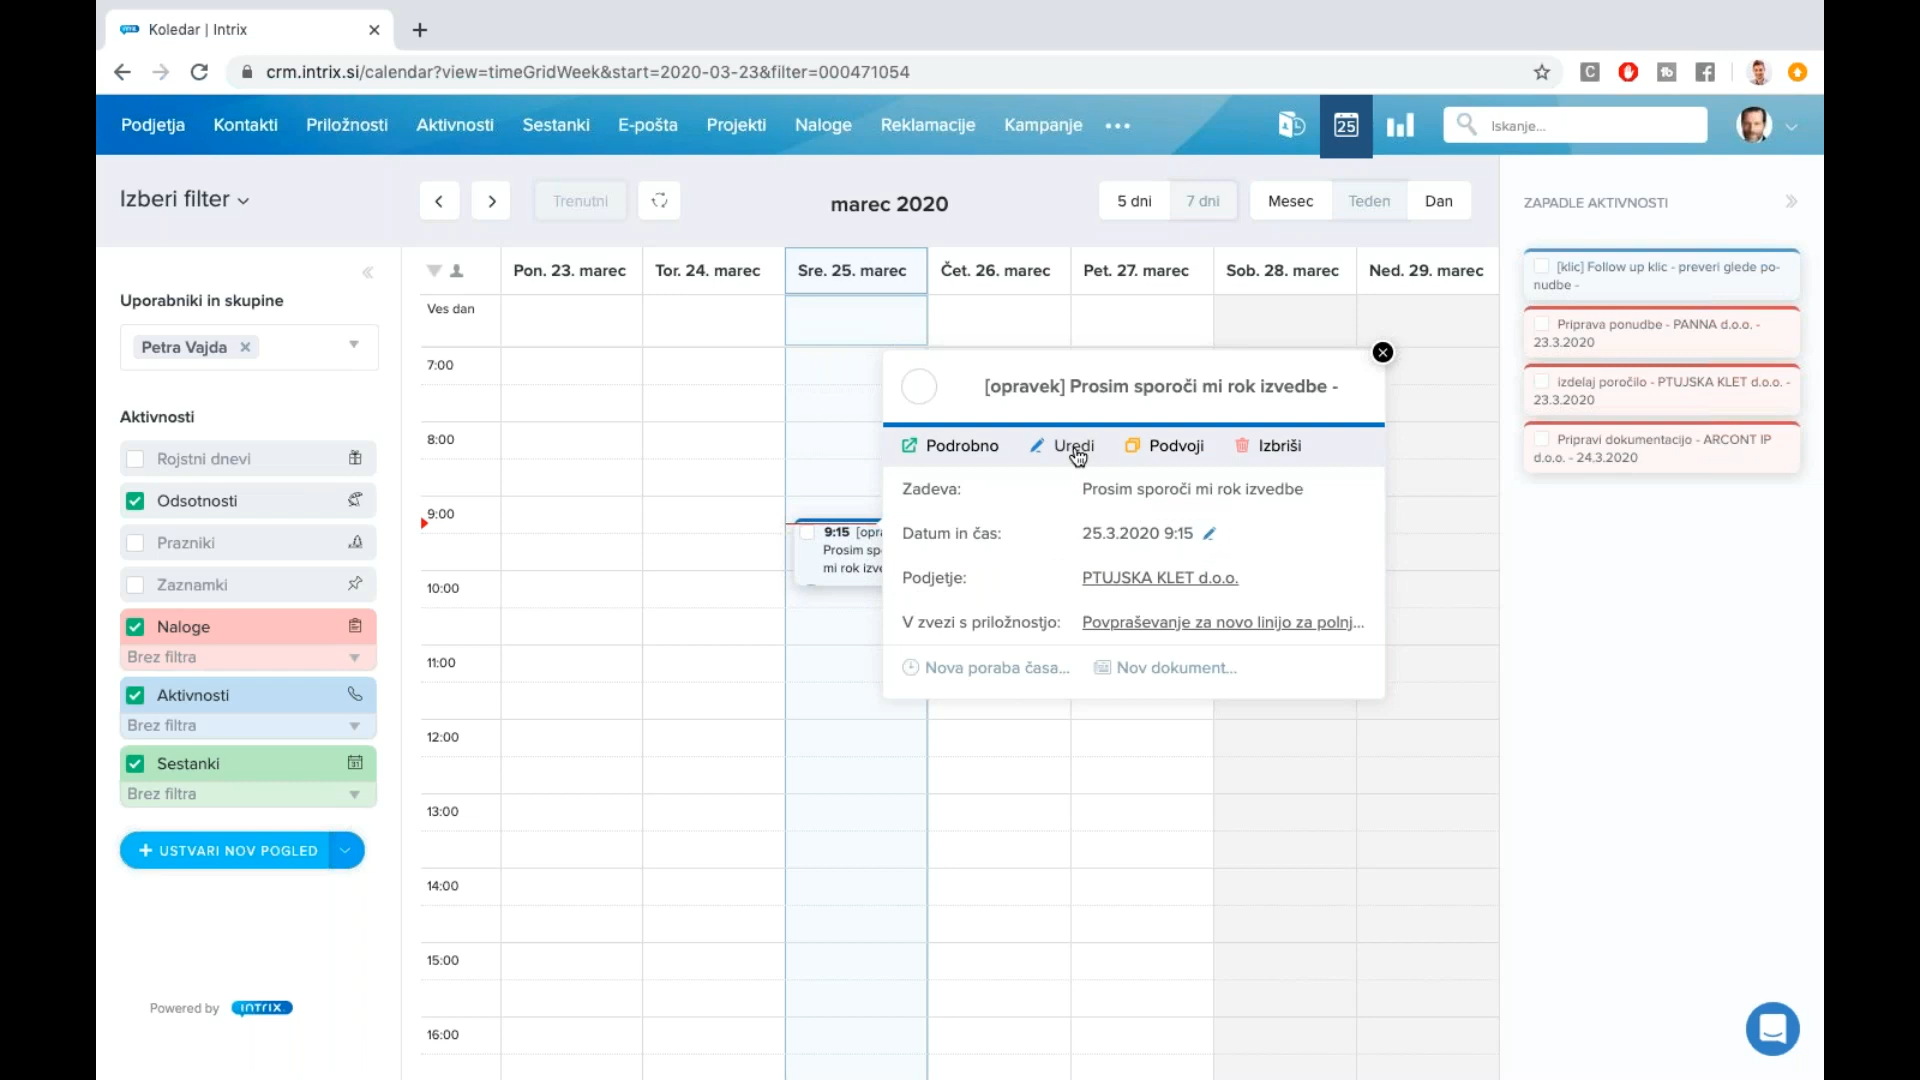 Koledar | Intrix
crm.intrix.si/calendar?view=timeGridWeek&start=2020-03-23&filter=000471054
Podjetja Kontakti Priložnosti Aktivnosti Sestanki E-pošta Projekti Naloge Reklamacije Kampanje
25
Iskanje...
Izberi filter
Trenutni
marec 2020
5 dni 7 dni
Mesec Teden Dan
ZAPADLE AKTIVNOSTI
Pon. 23. marec Tor. 24. marec Sre. 25. marec Čet. 26. marec Pet. 27. marec Sob. 28. marec Ned. 29. marec
Ves dan
7:00
8:00
9:00
10:00
11:00
12:00
13:00
14:00
15:00
16:00
Uporabniki in skupine
Petra Vajda
Aktivnosti
Rojstni dnevi
Odsotnosti
Prazniki
Zaznamki
Naloge
Brez filtra
Aktivnosti
Brez filtra
Sestanki
Brez filtra
+ USTVARI NOV POGLED
Powered by INTRIX
9:15 [opra
Prosim sp
mi rok izve
[opravek] Prosim sporoči mi rok izvedbe -
Podrobno Uredi Podvoji Izbriši
Zadeva: Prosim sporoči mi rok izvedbe
Datum in čas: 25.3.2020 9:15
Podjetje: PTUJSKA KLET d.o.o.
V zvezi s priložnostjo: Povpraševanje za novo linijo za polnj...
Nova poraba časa... Nov dokument...
[klic] Follow up klic - preveri glede po-
nudbe -
Priprava ponudbe - PANNA d.o.o. -
23.3.2020
izdelaj poročilo - PTUJSKA KLET d.o.o. -
23.3.2020
Pripravi dokumentacijo - ARCONT IP
d.o.o. - 24.3.2020